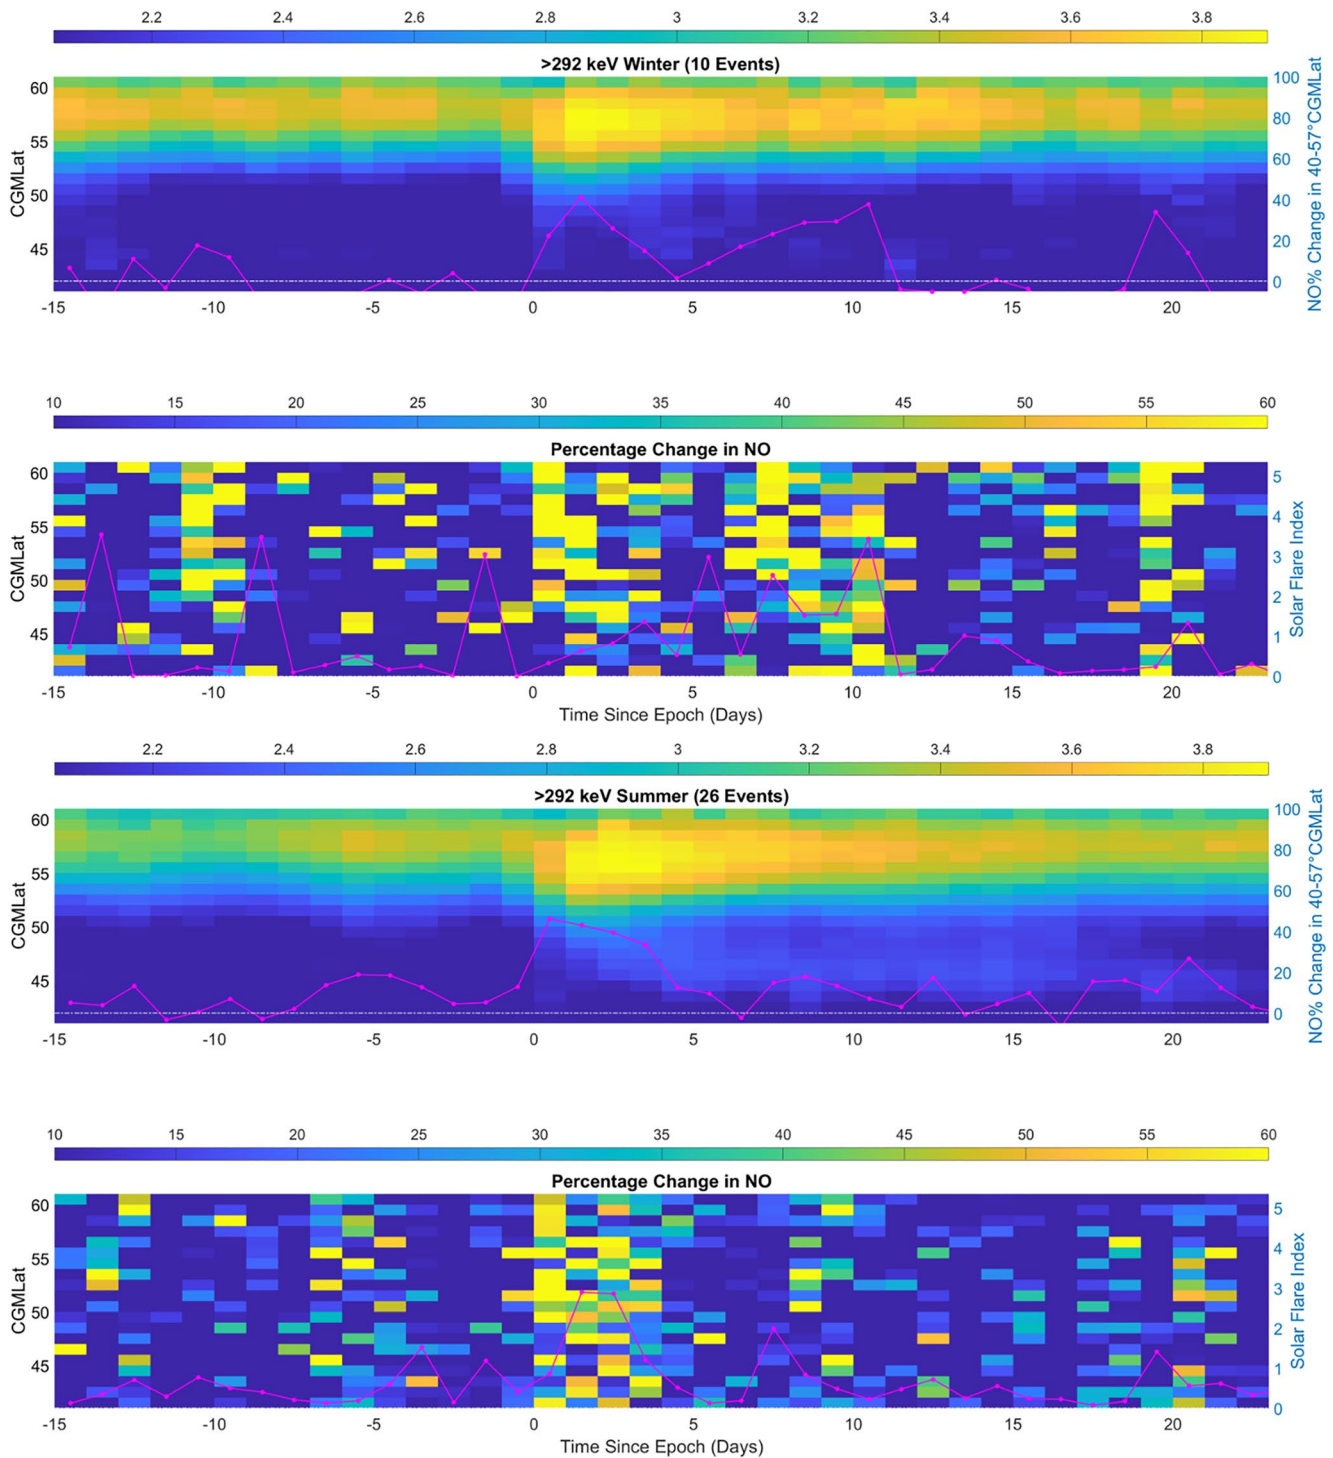 2.2 2.4 2.6 2.8 3 3.2 3.4 3.6 3.8
>292 keV Winter (10 Events)
CGMLat
60
55
50
45
100
80
60
40
20
0
NO% Change in 40-57°CGMLat
-15 -10 -5 0 5 10 15 20
10 15 20 25 30 35 40 45 50 55 60
Percentage Change in NO
CGMLat
60
55
50
45
5
4
3
2
1
0
Solar Flare Index
-15 -10 -5 0 5 10 15 20
Time Since Epoch (Days)
2.2 2.4 2.6 2.8 3 3.2 3.4 3.6 3.8
>292 keV Summer (26 Events)
CGMLat
60
55
50
45
100
80
60
40
20
0
NO% Change in 40-57°CGMLat
-15 -10 -5 0 5 10 15 20
10 15 20 25 30 35 40 45 50 55 60
Percentage Change in NO
CGMLat
60
55
50
45
5
4
3
2
1
0
Solar Flare Index
-15 -10 -5 0 5 10 15 20
Time Since Epoch (Days)